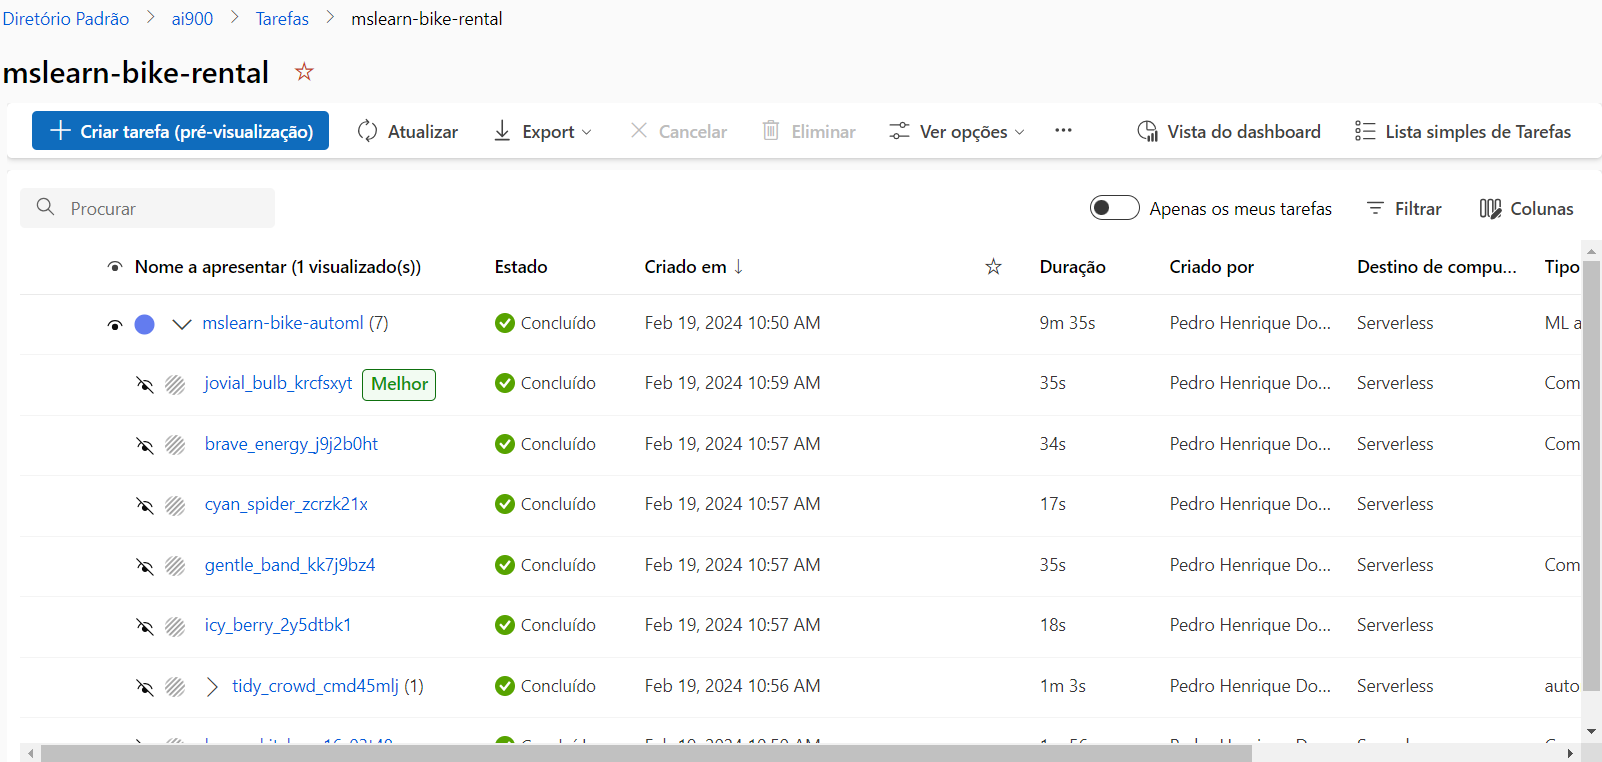 Diretório Padrão > ai900 > Tarefas > mslearn-bike-rental
mslearn-bike-rental
Criar tarefa (pré-visualização) Atualizar Export Cancelar Eliminar Ver opções ... Vista do dashboard Lista simples de Tarefas
Procurar Apenas os meus tarefas Filtrar Colunas
Nome a apresentar (1 visualizado(s)) Estado Criado em ↓ Duração Criado por Destino de compu... Tipo
mslearn-bike-automl (7) Concluído Feb 19, 2024 10:50 AM 9m 35s Pedro Henrique Do... Serverless ML a
jovial_bulb_krcfsxyt Melhor Concluído Feb 19, 2024 10:59 AM 35s Pedro Henrique Do... Serverless Com
brave_energy_j9j2b0ht Concluído Feb 19, 2024 10:57 AM 34s Pedro Henrique Do... Serverless Com
cyan_spider_zcrzk21x Concluído Feb 19, 2024 10:57 AM 17s Pedro Henrique Do... Serverless
gentle_band_kk7j9bz4 Concluído Feb 19, 2024 10:57 AM 35s Pedro Henrique Do... Serverless Com
icy_berry_2y5dtbk1 Concluído Feb 19, 2024 10:57 AM 18s Pedro Henrique Do... Serverless
tidy_crowd_cmd45mlj (1) Concluído Feb 19, 2024 10:56 AM 1m 3s Pedro Henrique Do... Serverless auto